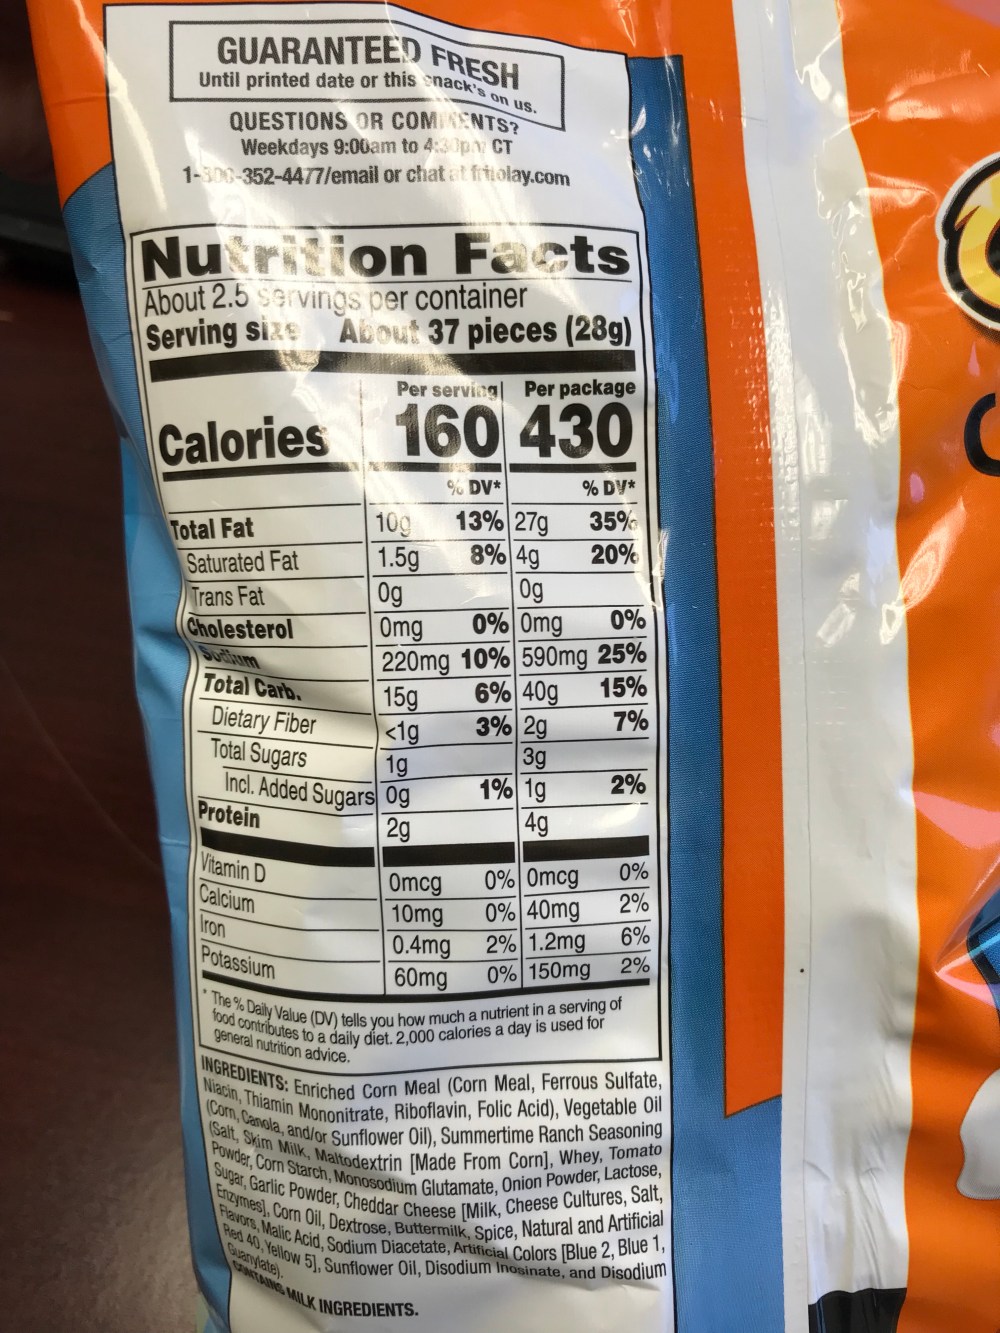 GUARANTEED FRESH
Until printed date or this snack's on us.
QUESTIONS OR COMMENTS?
Weekdays 9:00am to 4:30pm CT
1-800-352-4477/email or chat at fritolay.com
Nutrition Facts
About 2.5 servings per container
Serving size About 37 pieces (28g)
Per serving Per package
Calories 160 430
% DV* % DV*
Total Fat 10g 13% 27g 35%
Saturated Fat 1.5g 8% 4g 20%
Trans Fat 0g 0g
Cholesterol 0mg 0% 0mg 0%
Sodium 220mg 10% 590mg 25%
Total Carb. 15g 6% 40g 15%
Dietary Fiber <1g 3% 2g 7%
Total Sugars 1g 3g
Incl. Added Sugars 0g 1% 1g 2%
Protein 2g 4g
Vitamin D 0mcg 0% 0mcg 0%
Calcium 10mg 0% 40mg 2%
Iron 0.4mg 2% 1.2mg 6%
Potassium 60mg 0% 150mg 2%
* The % Daily Value (DV) tells you how much a nutrient in a serving of
food contributes to a daily diet. 2,000 calories a day is used for
general nutrition advice.
INGREDIENTS: Enriched Corn Meal (Corn Meal, Ferrous Sulfate,
Niacin, Thiamin Mononitrate, Riboflavin, Folic Acid), Vegetable Oil
(Corn, Canola, and/or Sunflower Oil), Summertime Ranch Seasoning
(Salt, Skim Milk, Maltodextrin [Made From Corn], Whey, Tomato
Powder, Corn Starch, Monosodium Glutamate, Onion Powder, Lactose,
Sugar, Garlic Powder, Cheddar Cheese [Milk, Cheese Cultures, Salt,
Enzymes], Corn Oil, Dextrose, Buttermilk, Spice, Natural and Artificial
Flavors, Malic Acid, Sodium Diacetate, Artificial Colors [Blue 2, Blue 1,
Red 40, Yellow 5], Sunflower Oil, Disodium Inosinate, and Disodium
Guanylate).
CONTAINS MILK INGREDIENTS.